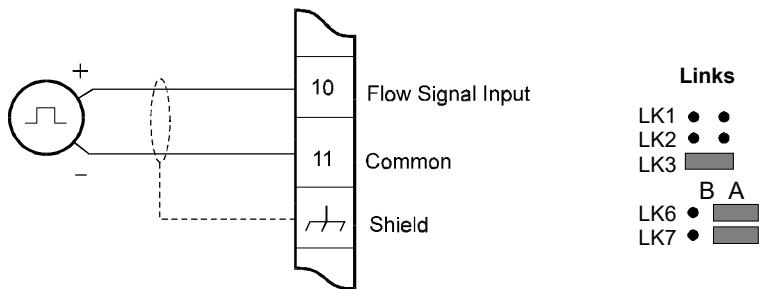 +
10
Flow Signal Input
11
Common
−
Shield
Links
LK1
LK2
LK3
B A
LK6
LK7